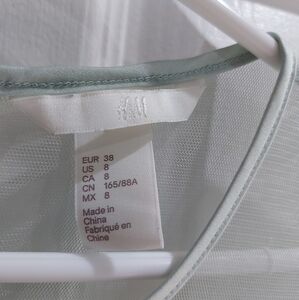 H&M
EUR 38
US 8
CA 8
CN 165/88A
MX 8
Made in
China
Fabriqué en
Chine